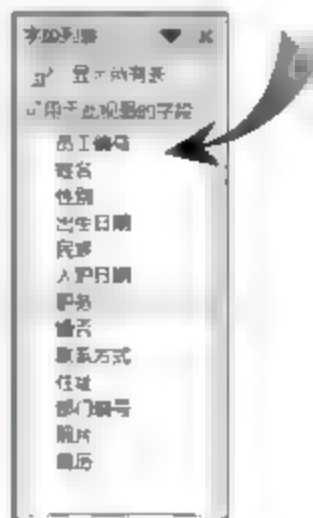 字段列表
显示所有表
可用于此视图的字段
员工编号
姓名
性别
出生日期
民族
入职日期
职务
婚否
联系方式
住址
部门编号
照片
简历